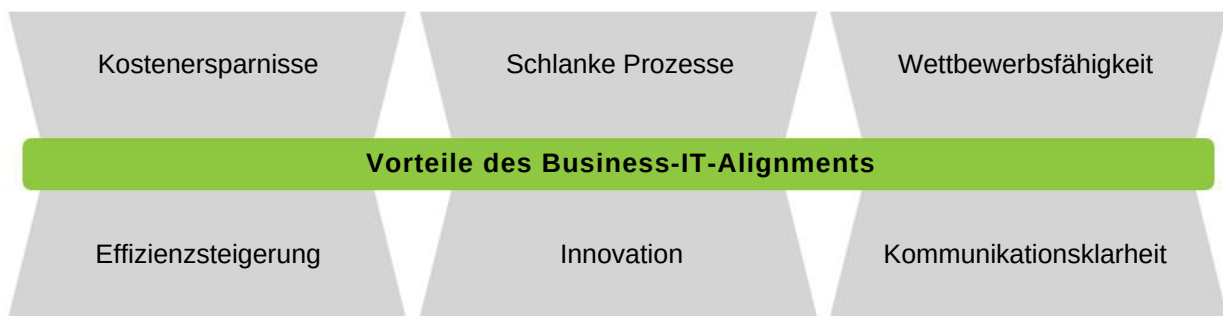 Kostenersparnisse
Schlanke Prozesse
Wettbewerbsfähigkeit
Vorteile des Business-IT-Alignments
Effizienzsteigerung
Innovation
Kommunikationsklarheit